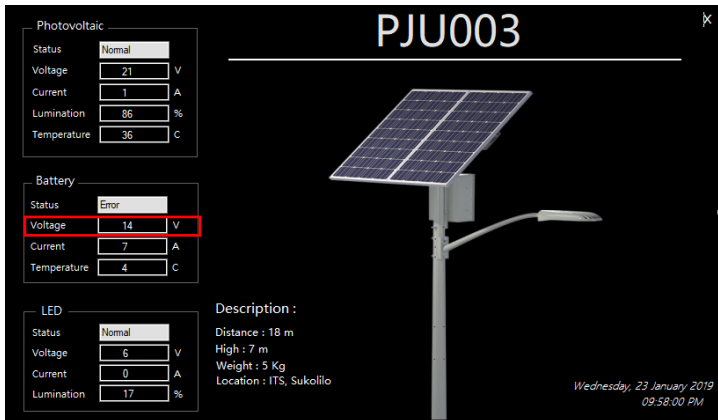 PJU003
X
Photovoltaic
Status Normal
Voltage 21 V
Current 1 A
Lumination 86 %
Temperature 36 C
Battery
Status Error
Voltage 14 V
Current 7 A
Temperature 4 C
LED
Status Normal
Voltage 6 V
Current 0 A
Lumination 17 %
Description :
Distance : 18 m
High : 7 m
Weight : 5 Kg
Location : ITS, Sukolilo
Wednesday, 23 January 2019
09:58:00 PM